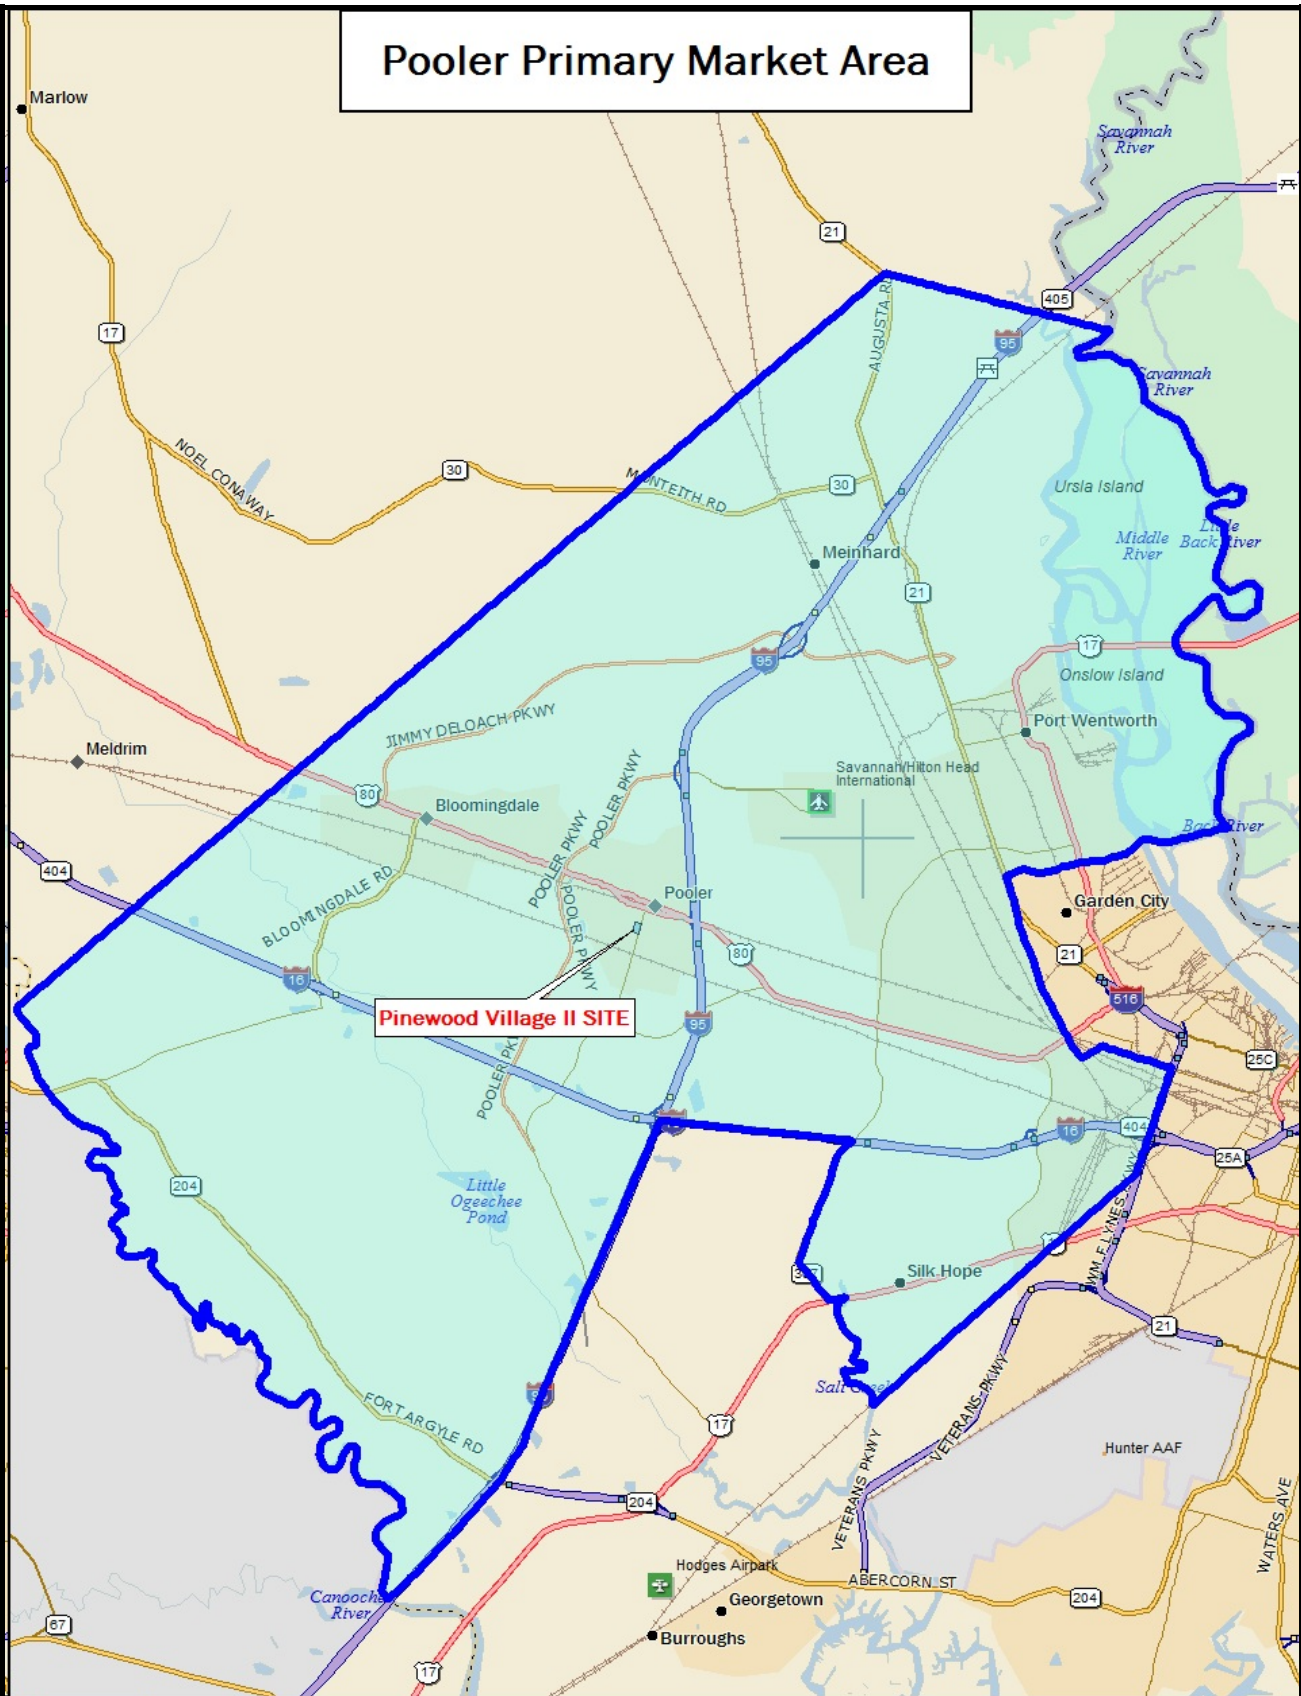 Pooler Primary Market Area
Marlow
Savannah
River
21
405
17
AUGUSTA RD
95
Savannah
River
NOEL CONAWAY
30
MONTEITH RD
30
Ursla Island
Middle
River
Little
Back River
Meinhard
21
95
17
Onslow Island
Port Wentworth
JIMMY DELOACH PKWY
Meldrim
POOLER PKWY
Savannah/Hilton Head
International
80
Bloomingdale
POOLER PKWY
Back River
404
BLOOMINGDALE RD
POOLER PKWY
Pooler
Garden City
80
21
16
516
Pinewood Village II SITE
95
25C
POOLER PKWY
16
404
25A
204
Little
Ogeechee
Pond
WM F LYNES PKWY
Silk Hope
21
Salt Creek
FORT ARGYLE RD
17
VETERANS PKWY
Hunter AAF
VETERANS PKWY
204
WATERS AVE
Hodges Airpark
ABERCORN ST
204
Canoochee
River
Georgetown
67
Burroughs
17